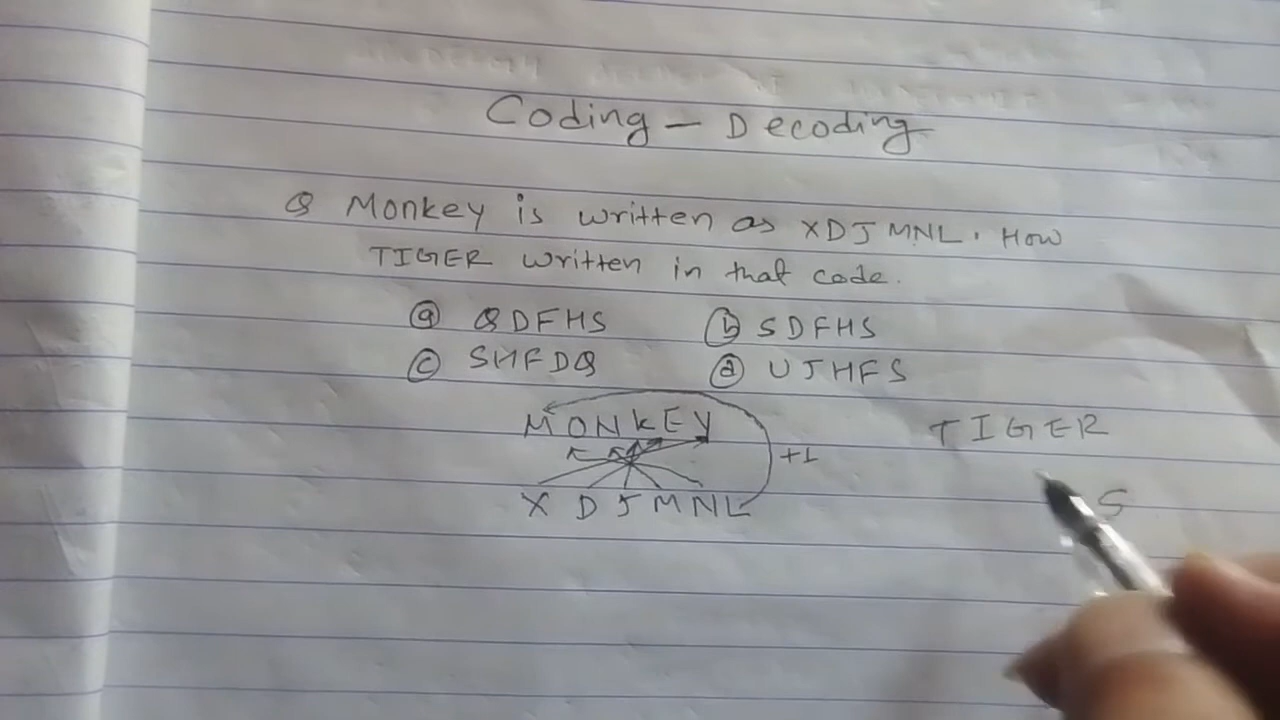 Coding - Decoding
Q Monkey is written as XDJMNL. How
TIGER written in that code.
(a) QDFHS (b) SDFHS
(c) SHFDQ (d) UJHFS
MONKEY
TIGER
+1
XDJMNL
S